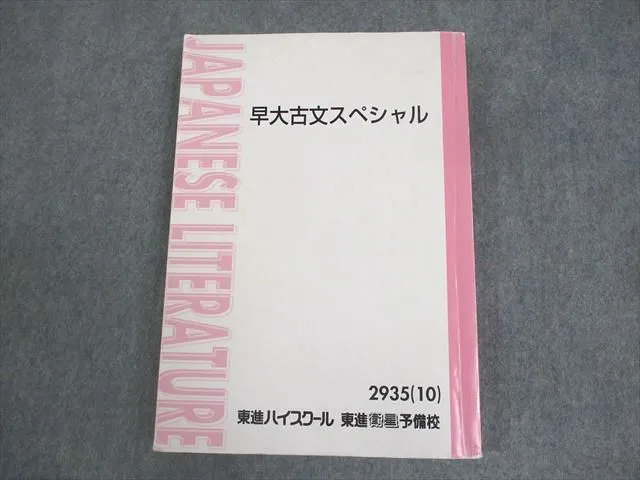 JAPANESE LITERATURE
早大古文スペシャル
2935(10)
東進ハイスクール 東進衛星予備校